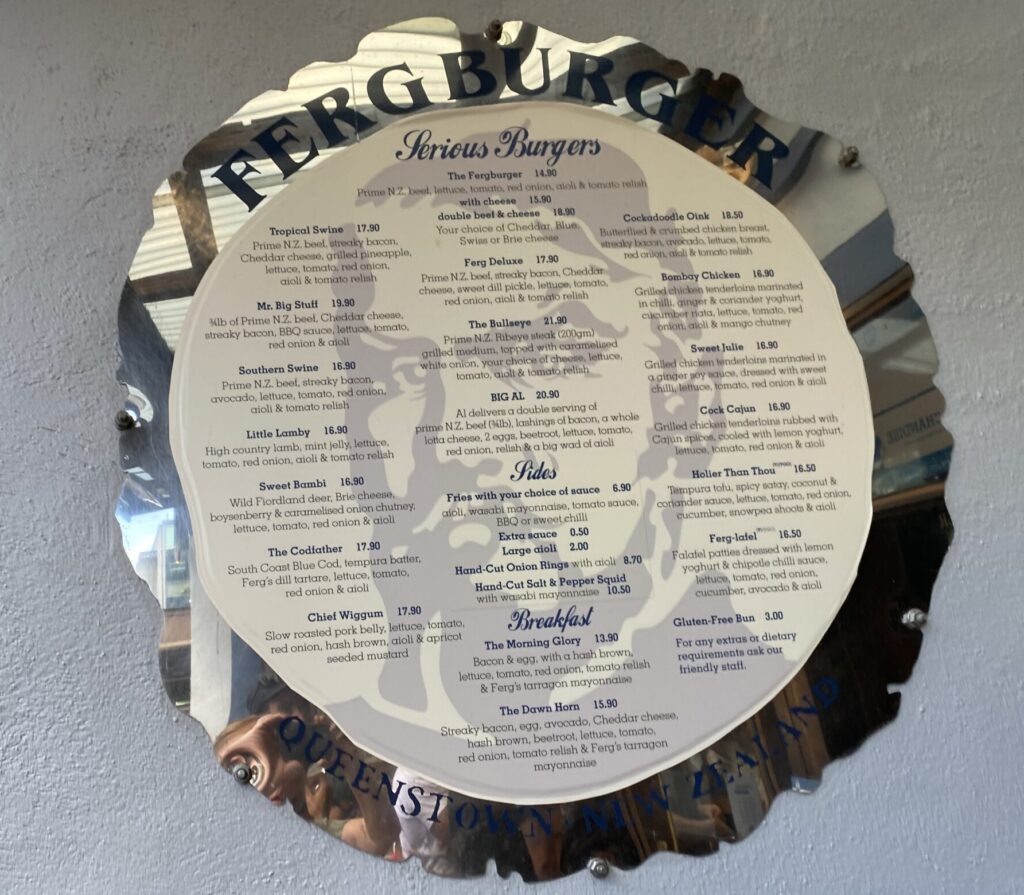 FERGBURGER
Serious Burgers
The Fergburger 14.90
Prime N.Z. beef, lettuce, tomato, red onion, aioli & tomato relish
with cheese 15.90
double beef & cheese 18.90
Your choice of Cheddar, Blue,
Swiss or Brie cheese
Tropical Swine 17.90
Prime N.Z. beef, streaky bacon,
Cheddar cheese, grilled pineapple,
lettuce, tomato, red onion,
aioli & tomato relish
Mr. Big Stuff 19.90
¾lb of Prime N.Z. beef, Cheddar cheese,
streaky bacon, BBQ sauce, lettuce, tomato,
red onion & aioli
Southern Swine 16.90
Prime N.Z. beef, streaky bacon,
avocado, lettuce, tomato, red onion,
aioli & tomato relish
Little Lamby 16.90
High country lamb, mint jelly, lettuce,
tomato, red onion, aioli & tomato relish
Sweet Bambi 16.90
Wild Fiordland deer, Brie cheese,
boysenberry & caramelised onion chutney,
lettuce, tomato, red onion & aioli
The Codfather 17.90
South Coast Blue Cod, tempura batter,
Ferg's dill tartare, lettuce, tomato,
red onion & aioli
Chief Wiggum 17.90
Slow roasted pork belly, lettuce, tomato,
red onion, hash brown, aioli & apricot
seeded mustard
Ferg Deluxe 17.90
Prime N.Z. beef, streaky bacon, Cheddar
cheese, sweet dill pickle, lettuce, tomato,
red onion, aioli & tomato relish
The Bullseye 21.90
Prime N.Z. Ribeye steak (200gm)
grilled medium, topped with caramelised
white onion, your choice of cheese, lettuce,
tomato, aioli & tomato relish
BIG AL 20.90
Al delivers a double serving of
prime N.Z. beef (¾lb), lashings of bacon, a whole
lotta cheese, 2 eggs, beetroot, lettuce, tomato,
red onion, relish & a big wad of aioli
Sides
Fries with your choice of sauce 6.90
aioli, wasabi mayonnaise, tomato sauce,
BBQ or sweet chilli
Extra sauce 0.50
Large aioli 2.00
Hand-Cut Onion Rings with aioli 8.70
Hand-Cut Salt & Pepper Squid
with wasabi mayonnaise 10.50
Breakfast
The Morning Glory 13.90
Bacon & egg, with a hash brown,
lettuce, tomato, red onion, tomato relish
& Ferg's tarragon mayonnaise
The Dawn Horn 15.90
Streaky bacon, egg, avocado, Cheddar cheese,
hash brown, beetroot, lettuce, tomato,
red onion, tomato relish & Ferg's tarragon
mayonnaise
Cockadoodle Oink 18.50
Butterflied & crumbed chicken breast,
streaky bacon, avocado, lettuce, tomato,
red onion, aioli & tomato relish
Bombay Chicken 16.90
Grilled chicken tenderloins marinated
in chilli, ginger & coriander yoghurt,
cucumber riata, lettuce, tomato, red
onion, aioli & mango chutney
Sweet Julie 16.90
Grilled chicken tenderloins marinated in
a ginger soy sauce, dressed with sweet
chilli, lettuce, tomato, red onion & aioli
Cock Cajun 16.90
Grilled chicken tenderloins rubbed with
Cajun spices, cooled with lemon yoghurt,
lettuce, tomato, red onion & aioli
Holier Than Thou 16.50
Tempura tofu, spicy satay, coconut &
coriander sauce, lettuce, tomato, red onion,
cucumber, snowpea shoots & aioli
Ferg-lafel 16.50
Falafel patties dressed with lemon
yoghurt & chipotle chilli sauce,
lettuce, tomato, red onion,
cucumber, avocado & aioli
Gluten-Free Bun 3.00
For any extras or dietary
requirements ask our
friendly staff.
QUEENSTOWN NEW ZEALAND